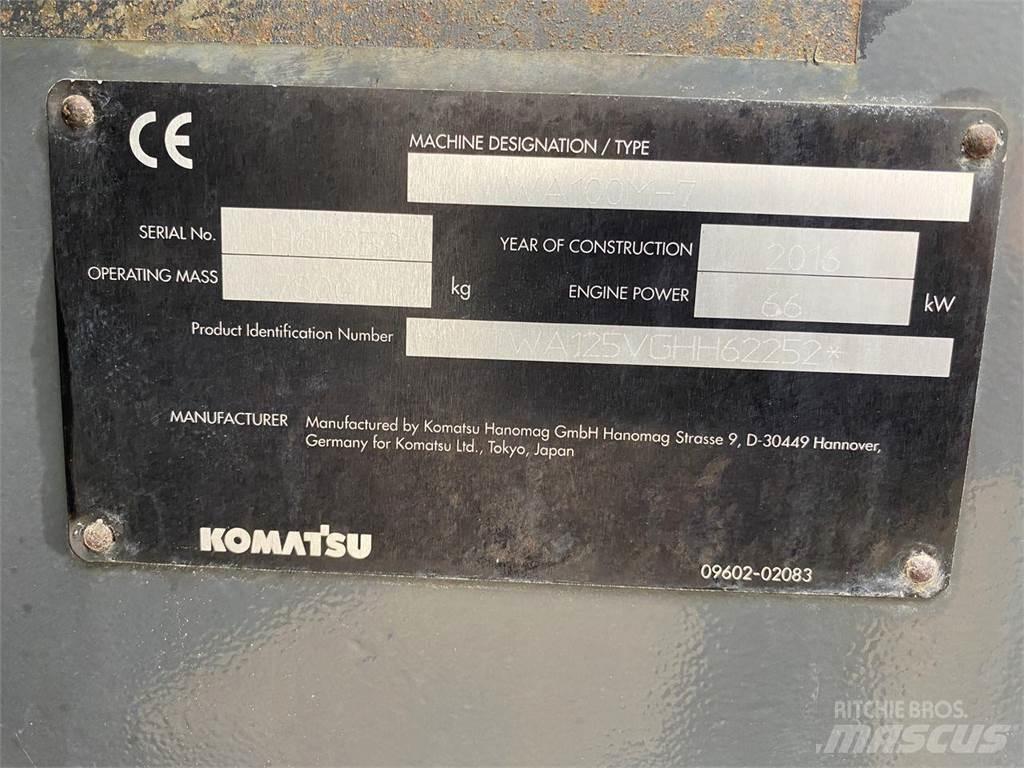 CE
MACHINE DESIGNATION / TYPE
WA100M-7
SERIAL No.
YEAR OF CONSTRUCTION 2016
OPERATING MASS kg
ENGINE POWER 66 kW
Product Identification Number WA125VGHH62252*
MANUFACTURER Manufactured by Komatsu Hanomag GmbH Hanomag Strasse 9, D-30449 Hannover,
Germany for Komatsu Ltd., Tokyo, Japan
KOMATSU
09602-02083
RITCHIE BROS.
MASCUS